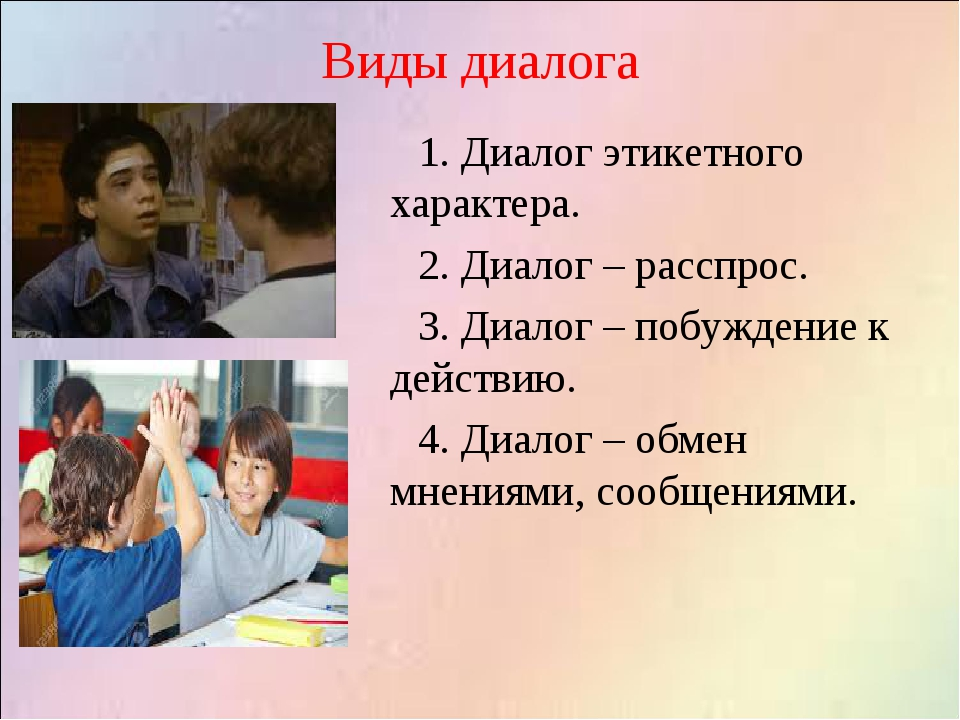 Виды диалога
1. Диалог этикетного
характера.
2. Диалог – расспрос.
3. Диалог – побуждение к
действию.
4. Диалог – обмен
мнениями, сообщениями.